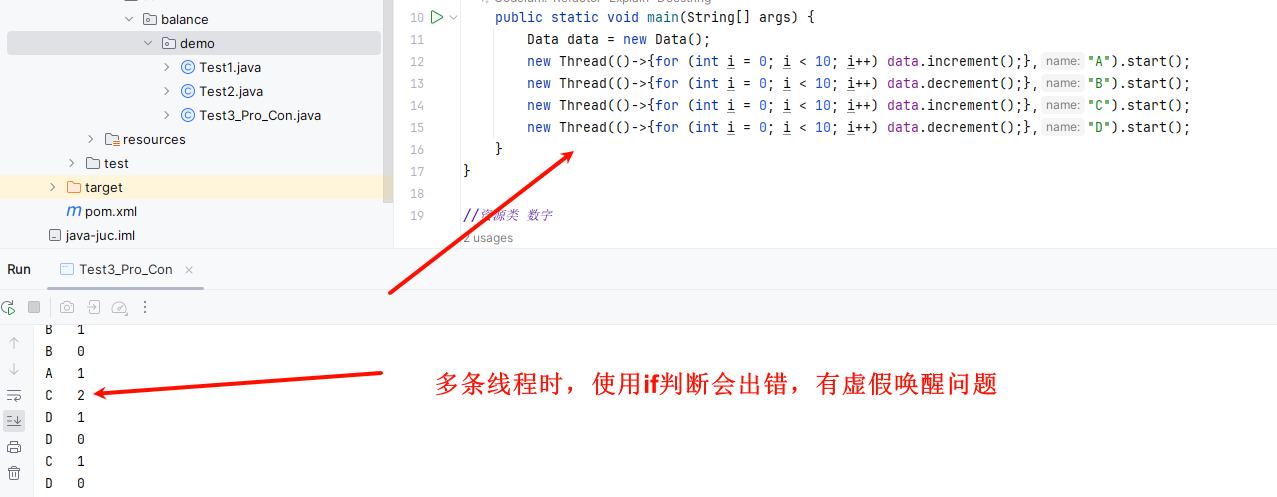 balance
demo
Test1.java
Test2.java
Test3_Pro_Con.java
resources
test
target
pom.xml
java-juc.iml
10 public static void main(String[] args) {
11 Data data = new Data();
12 new Thread(()->{for (int i = 0; i < 10; i++) data.increment();}, name: "A").start();
13 new Thread(()->{for (int i = 0; i < 10; i++) data.decrement();}, name: "B").start();
14 new Thread(()->{for (int i = 0; i < 10; i++) data.increment();}, name: "C").start();
15 new Thread(()->{for (int i = 0; i < 10; i++) data.decrement();}, name: "D").start();
16 }
17 }
18
19 //资源类 数字
2 usages
Run Test3_Pro_Con
B 1
B 0
A 1
C 2
D 1
D 0
C 1
D 0
多条线程时，使用if判断会出错，有虚假唤醒问题